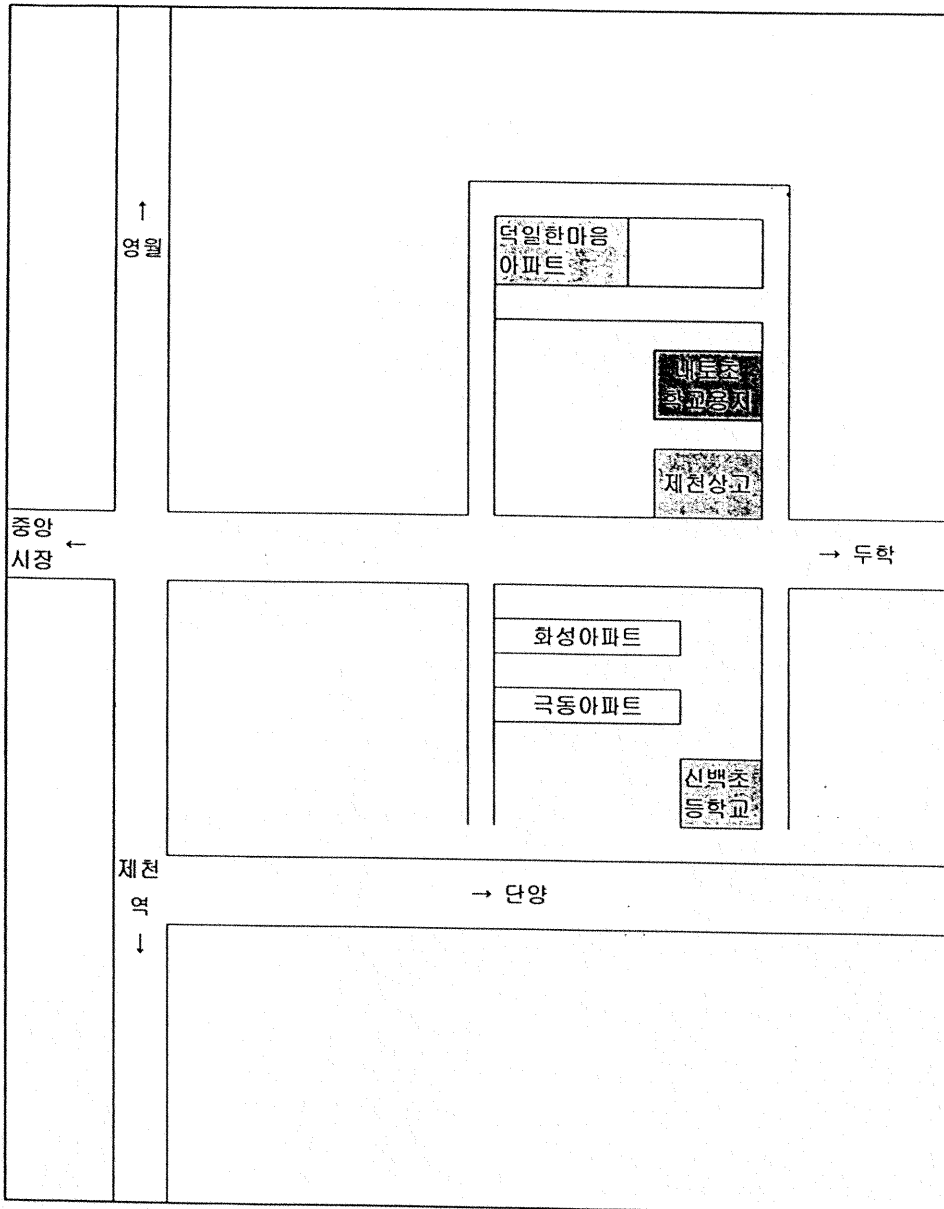 ↑
영월
덕일한마음
아파트
내토초
학교용지
제천상고
중앙 ←
시장
→ 두학
화성아파트
극동아파트
신백초
등학교
제천
역
↓
→ 단양